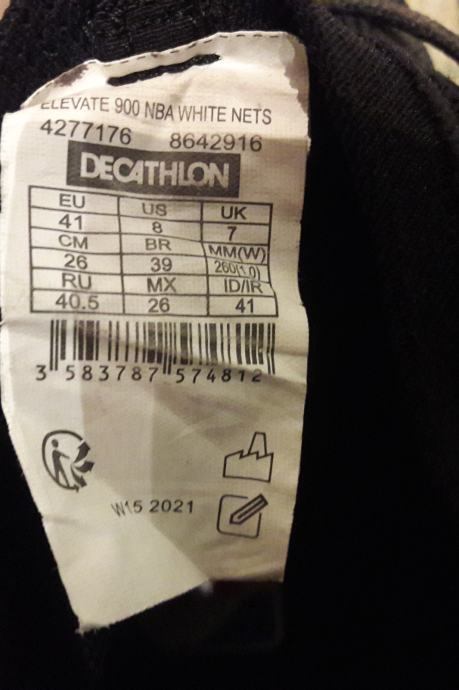 ELEVATE 900 NBA WHITE NETS
4277176 8642916
DECATHLON
EU US UK
41 8 7
CM BR MM(W)
26 39 260(1.0)
RU MX ID/IR
40.5 26 41
3 583787 574812
W15 2021